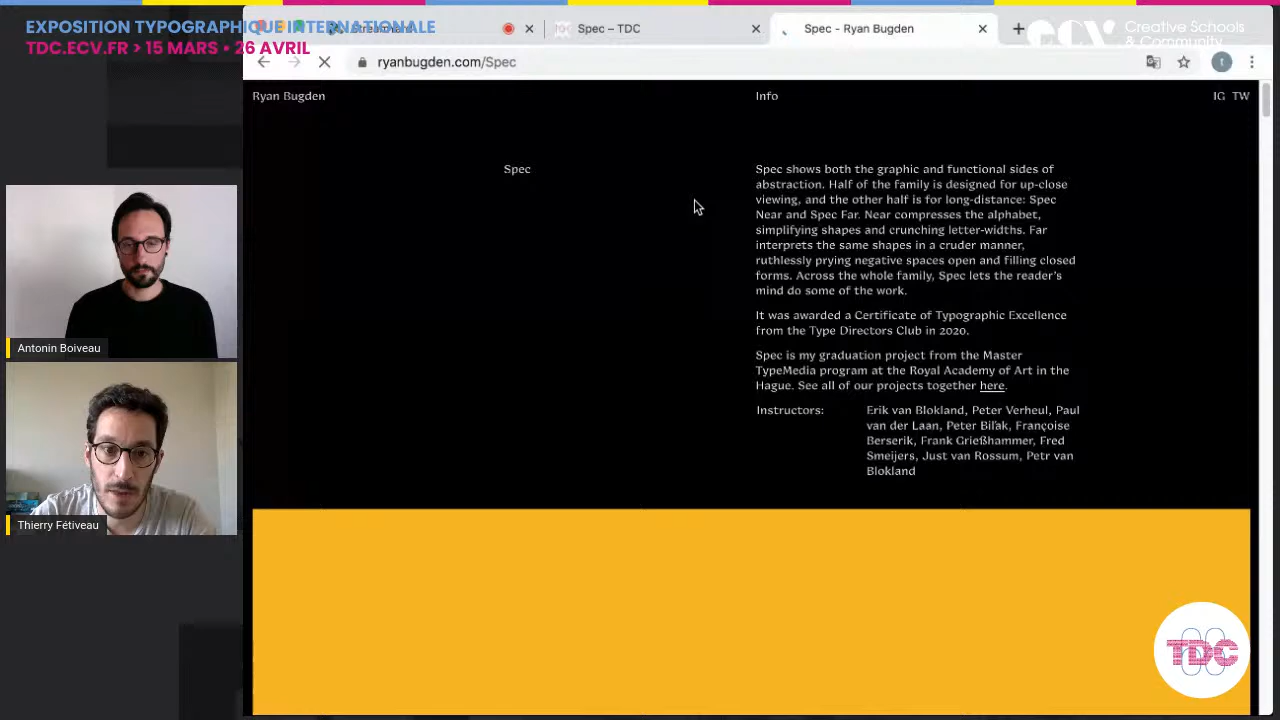 EXPOSITION TYPOGRAPHIQUE INTERNATIONALE
TDC.ECV.FR > 15 MARS • 26 AVRIL
Spec – TDC
Spec - Ryan Bugden
ecv
Creative Schools
& Community
ryanbugden.com/Spec
t
Ryan Bugden
Info
IG TW
Spec
Spec shows both the graphic and functional sides of
abstraction. Half of the family is designed for up-close
viewing, and the other half is for long-distance: Spec
Near and Spec Far. Near compresses the alphabet,
simplifying shapes and crunching letter-widths. Far
interprets the same shapes in a cruder manner,
ruthlessly prying negative spaces open and filling closed
forms. Across the whole family, Spec lets the reader's
mind do some of the work.
It was awarded a Certificate of Typographic Excellence
from the Type Directors Club in 2020.
Spec is my graduation project from the Master
TypeMedia program at the Royal Academy of Art in the
Hague. See all of our projects together here.
Instructors:
Erik van Blokland, Peter Verheul, Paul
van der Laan, Peter Biľak, Françoise
Berserik, Frank Grießhammer, Fred
Smeijers, Just van Rossum, Petr van
Blokland
Antonin Boiveau
Thierry Fétiveau
TDC